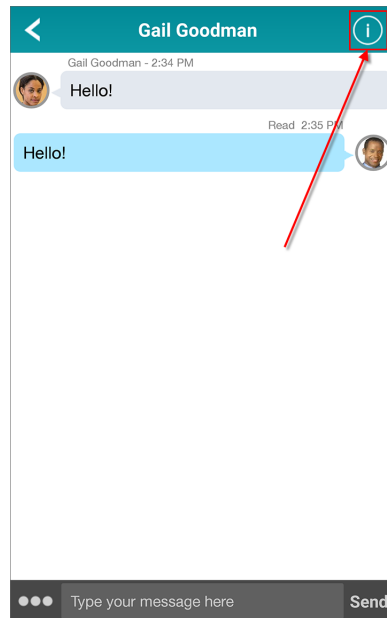 Gail Goodman
Gail Goodman - 2:34 PM
Hello!
Read 2:35 PM
Hello!
Type your message here
Send